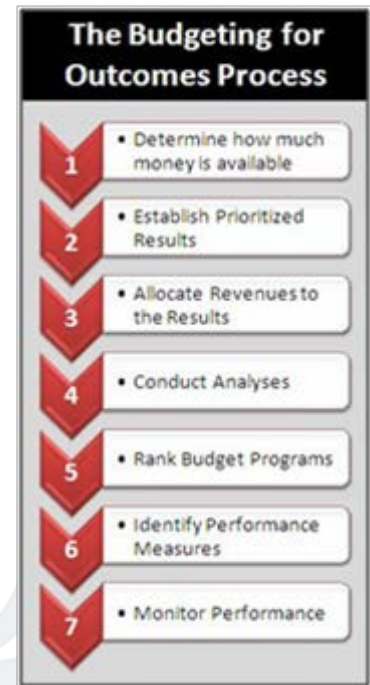 The Budgeting for
Outcomes Process
1
• Determine how much
money is available
2
• Establish Prioritized
Results
3
• Allocate Revenues to
the Results
4
• Conduct Analyses
5
• Rank Budget Programs
6
• Identify Performance
Measures
7
• Monitor Performance